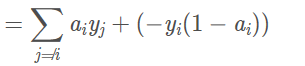 = \sum_{j \neq i} a_i y_j + (-y_i(1 - a_i))